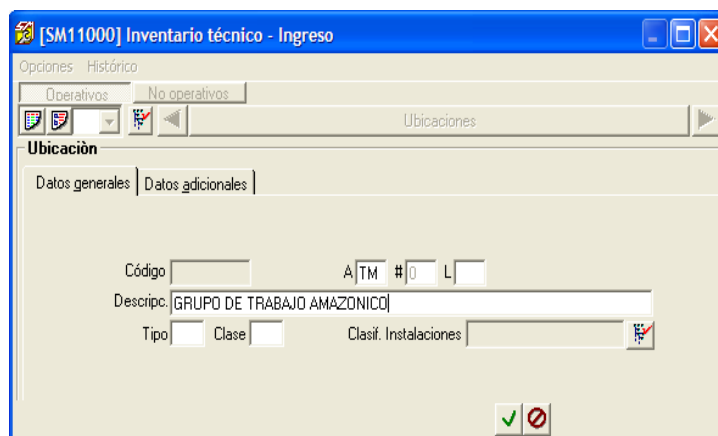 [SM11000] Inventario técnico - Ingreso
Opciones Histórico
Operativos No operativos
Ubicaciones
Ubicaciòn
Datos generales Datos adicionales
Código A TM # 0 L
Descripc. GRUPO DE TRABAJO AMAZONICO
Tipo Clase Clasif. Instalaciones